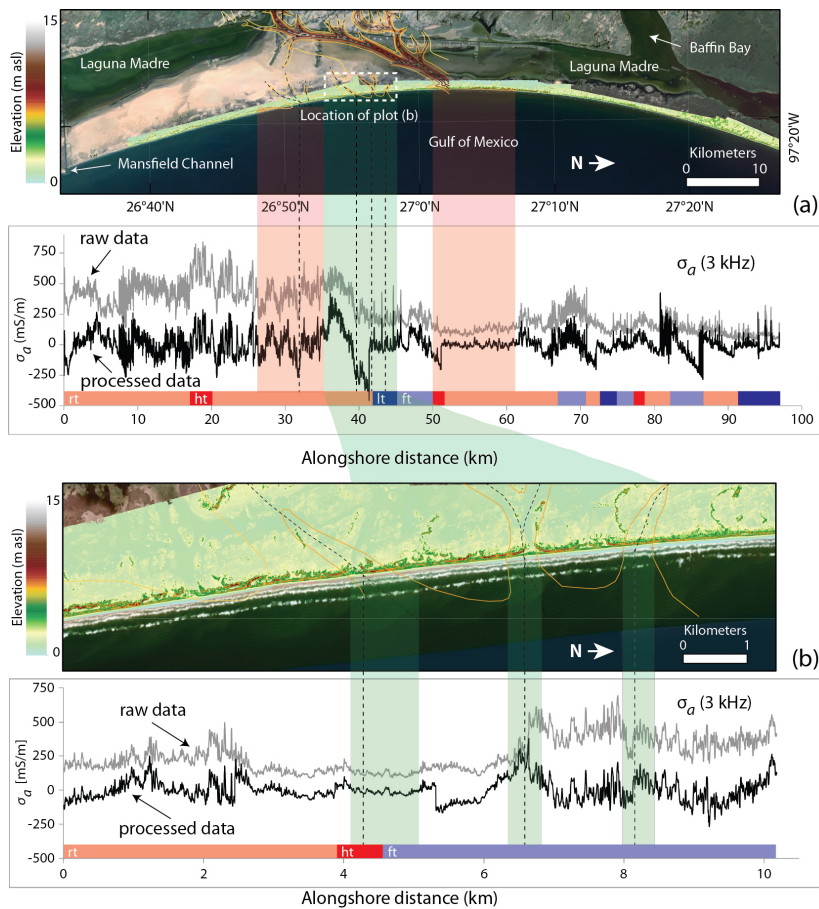 15
Elevation (m asl)
0
Laguna Madre
Baffin Bay
Laguna Madre
Location of plot (b)
Gulf of Mexico
Mansfield Channel
N
Kilometers
0 10
97°20'W
26°40'N 26°50'N 27°0'N 27°10'N 27°20'N
(a)
750
500
250
0
-250
-500
σa (mS/m)
raw data
processed data
σa (3 kHz)
rt ht lt ft
0 10 20 30 40 50 60 70 80 90 100
Alongshore distance (km)
15
Elevation (m asl)
0
Kilometers
0 1
N
(b)
750
500
250
0
-250
-500
σa [mS/m]
raw data
processed data
σa (3 kHz)
rt ht ft
0 2 4 6 8 10
Alongshore distance (km)